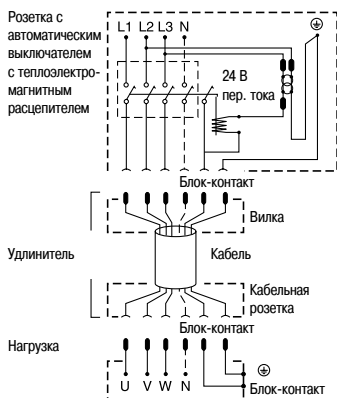 Розетка с
автоматическим
выключателем
с теплоэлектро-
магнитным
расцепителем
L1 L2 L3 N
24 В
пер. тока
Блок-контакт
Вилка
Удлинитель
Кабель
Кабельная
розетка
Блок-контакт
Нагрузка
U V W N
Блок-контакт